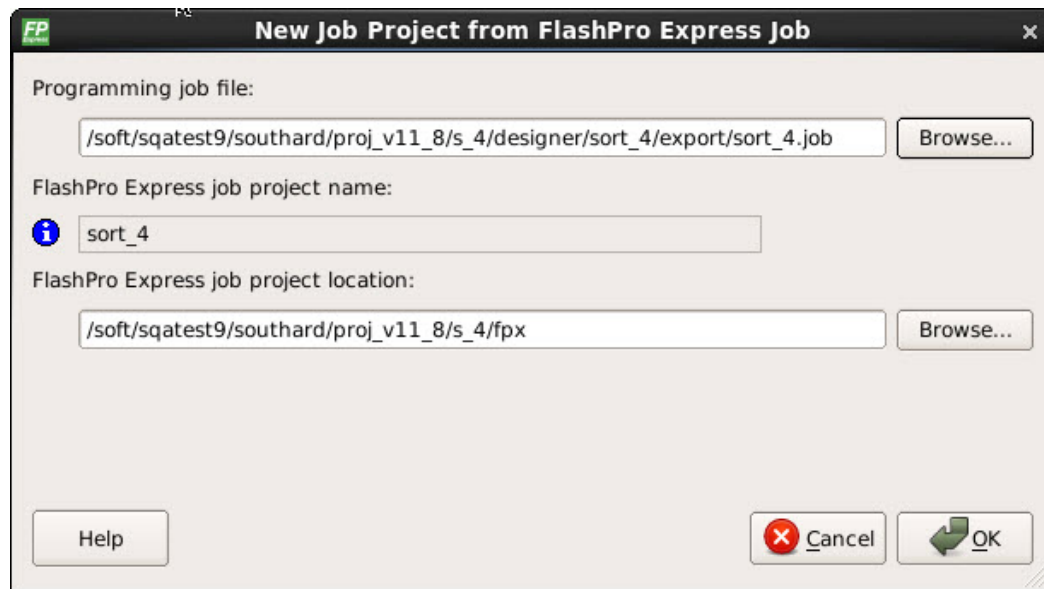 FP
Express
New Job Project from FlashPro Express Job
Programming job file:
/soft/sqatest9/southard/proj_v11_8/s_4/designer/sort_4/export/sort_4.job
Browse...
FlashPro Express job project name:
sort_4
FlashPro Express job project location:
/soft/sqatest9/southard/proj_v11_8/s_4/fpx
Browse...
Help
Cancel
OK